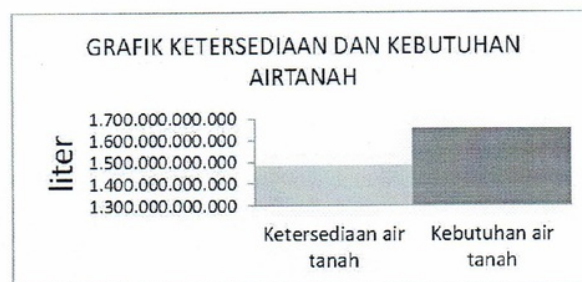 GRAFIK KETERSEDIAAN DAN KEBUTUHAN
AIRTANAH
liter
1.700.000.000.000
1.600.000.000.000
1.500.000.000.000
1.400.000.000.000
1.300.000.000.000
Ketersediaan air
tanah
Kebutuhan air
tanah